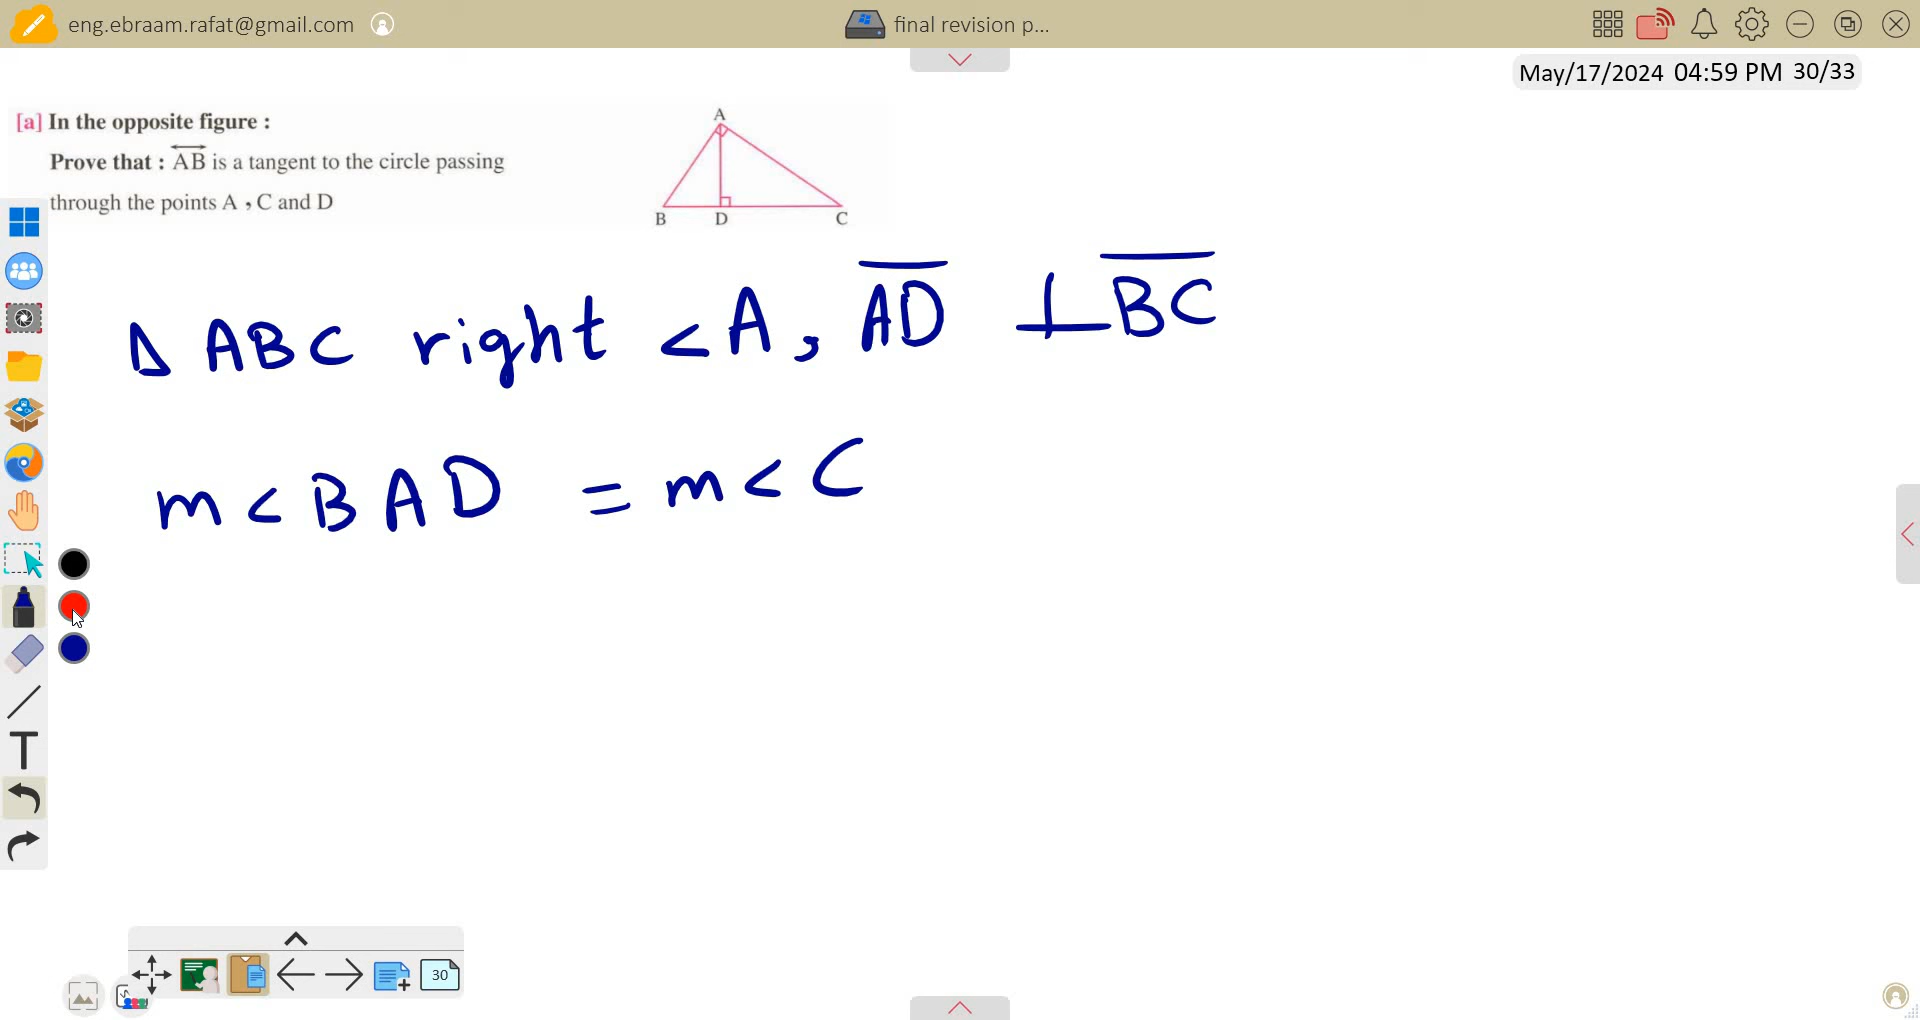 eng.ebraam.rafat@gmail.com
final revision p...
May/17/2024 04:59 PM 30/33
[a] In the opposite figure :
Prove that : AB is a tangent to the circle passing
through the points A , C and D
A
B D C
Δ ABC right < A , AD ⊥ BC
m < BAD = m < C
T
30